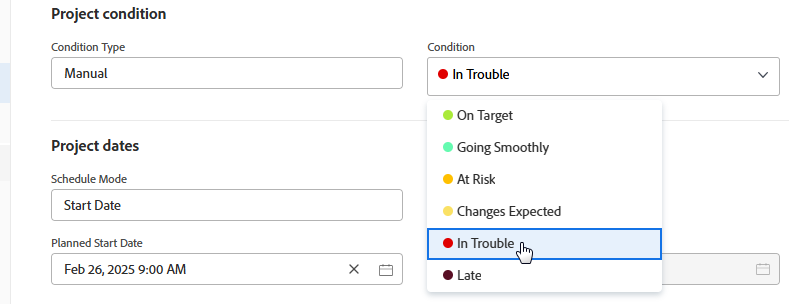 Project condition
Condition Type
Condition
Manual
In Trouble
On Target
Going Smoothly
At Risk
Changes Expected
In Trouble
Late
Project dates
Schedule Mode
Start Date
Planned Start Date
Feb 26, 2025 9:00 AM